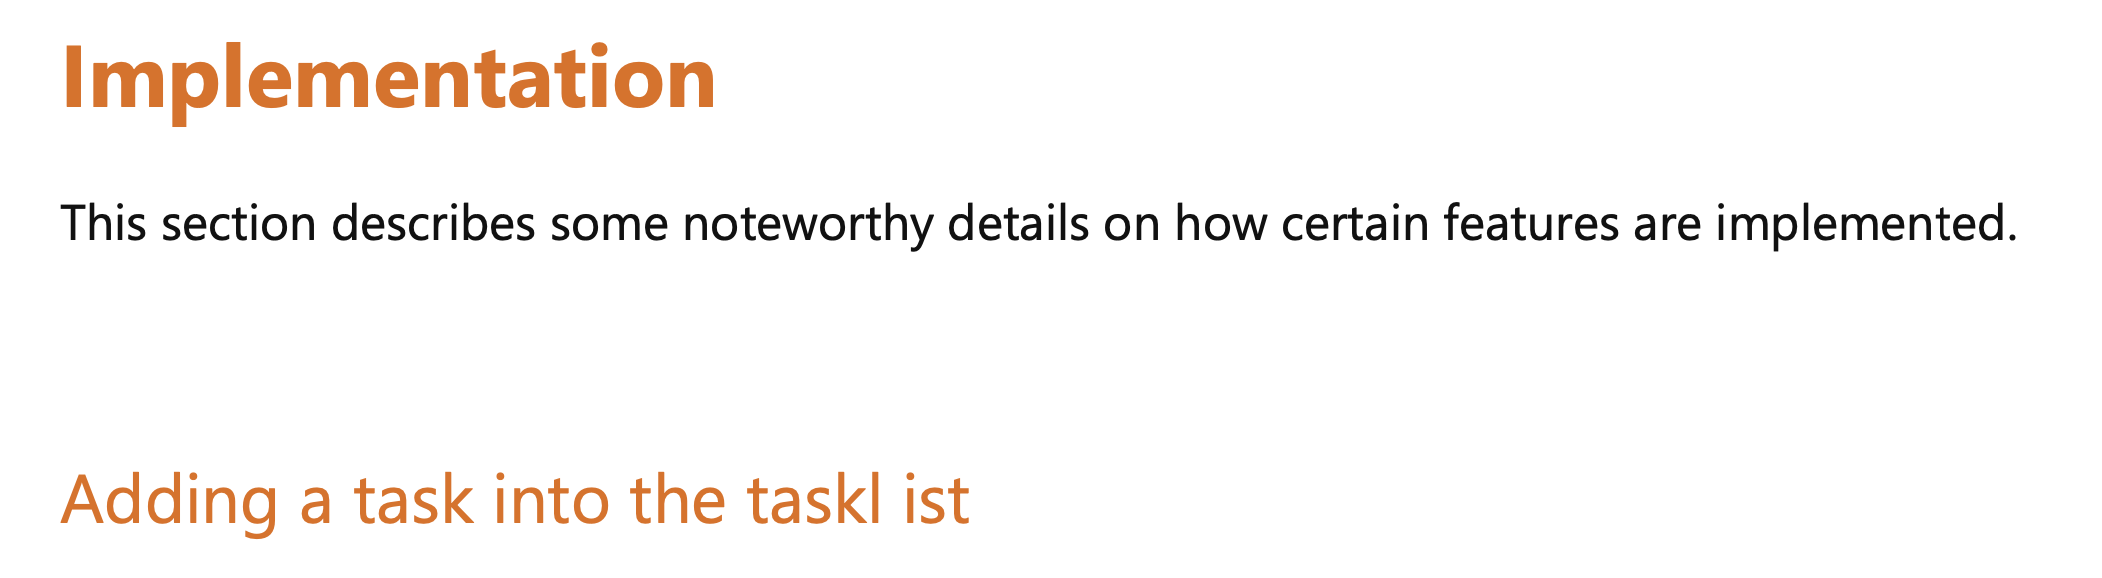 Implementation
This section describes some noteworthy details on how certain features are implemented.
Adding a task into the taskl ist